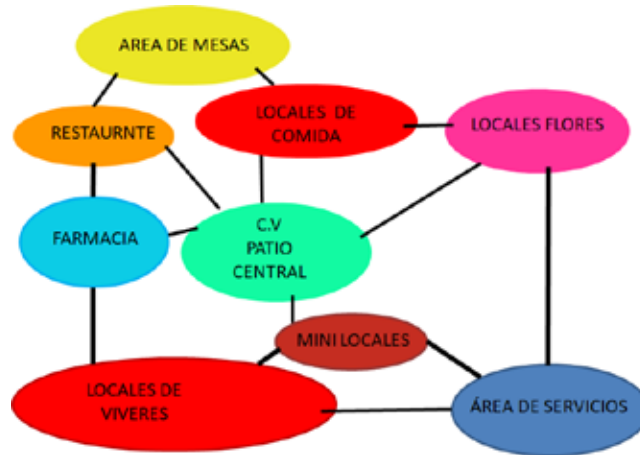 AREA DE MESAS
LOCALES DE
COMIDA
LOCALES FLORES
RESTAURNTE
FARMACIA
C.V
PATIO
CENTRAL
MINI LOCALES
LOCALES DE
VIVERES
ÁREA DE SERVICIOS